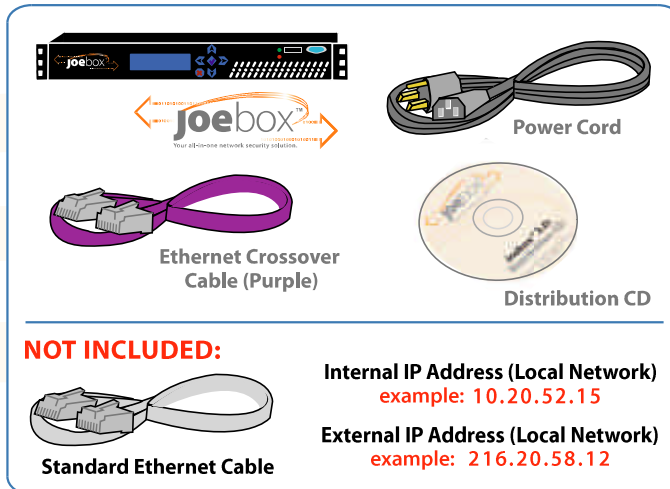 joebox
joebox™
Your all-in-one network security solution.
Power Cord
Ethernet Crossover
Cable (Purple)
joebox
Distribution CD
NOT INCLUDED:
Internal IP Address (Local Network)
example: 10.20.52.15
External IP Address (Local Network)
example: 216.20.58.12
Standard Ethernet Cable